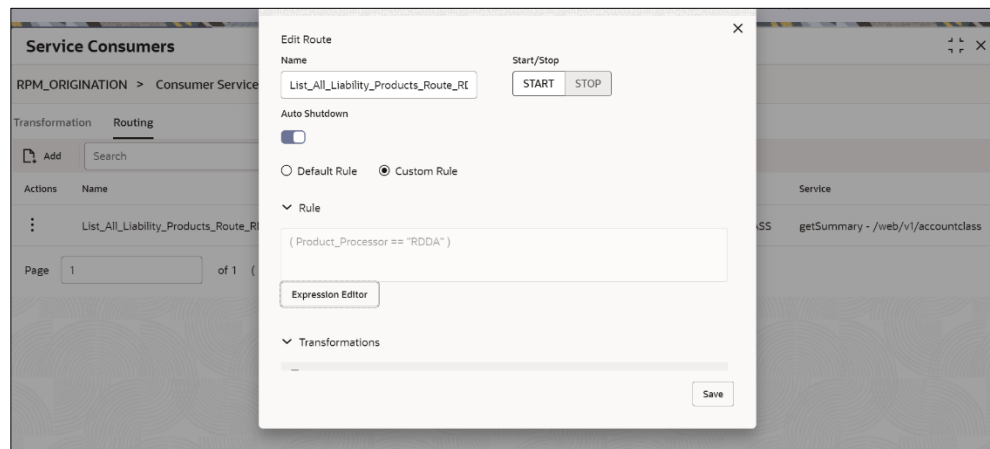 Service Consumers
RPM_ORIGINATION > Consumer Service
Transformation Routing
Add Search
Actions Name Service
List_All_Liability_Products_Route_RI getSummary - /web/v1/accountclass
Page 1 of 1 (
Edit Route
Name Start/Stop
List_All_Liability_Products_Route_RI START STOP
Auto Shutdown
Default Rule Custom Rule
Rule
( Product_Processor == "RDDA" )
Expression Editor
Transformations
Save